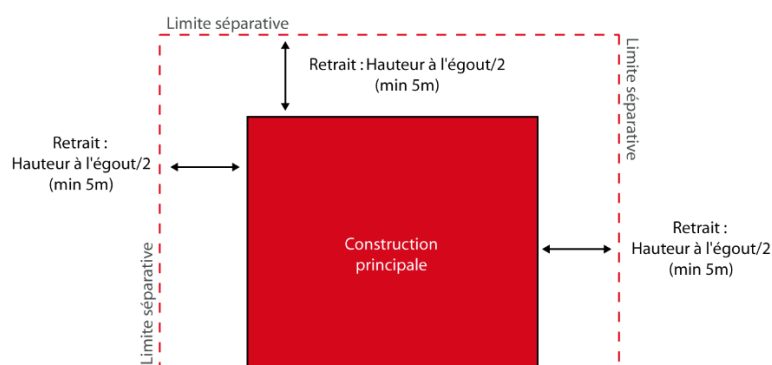 Limite séparative
Retrait : Hauteur à l'égout/2
(min 5m)
Limite séparative
Retrait :
Hauteur à l'égout/2
(min 5m)
Construction
principale
Retrait :
Hauteur à l'égout/2
(min 5m)
Limite séparative